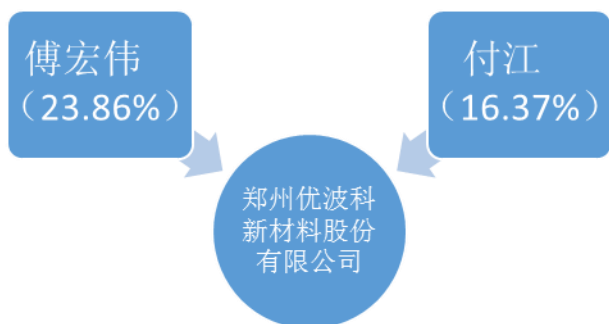 傅宏伟
（23.86%）
付江
（16.37%）
郑州优波科
新材料股份
有限公司